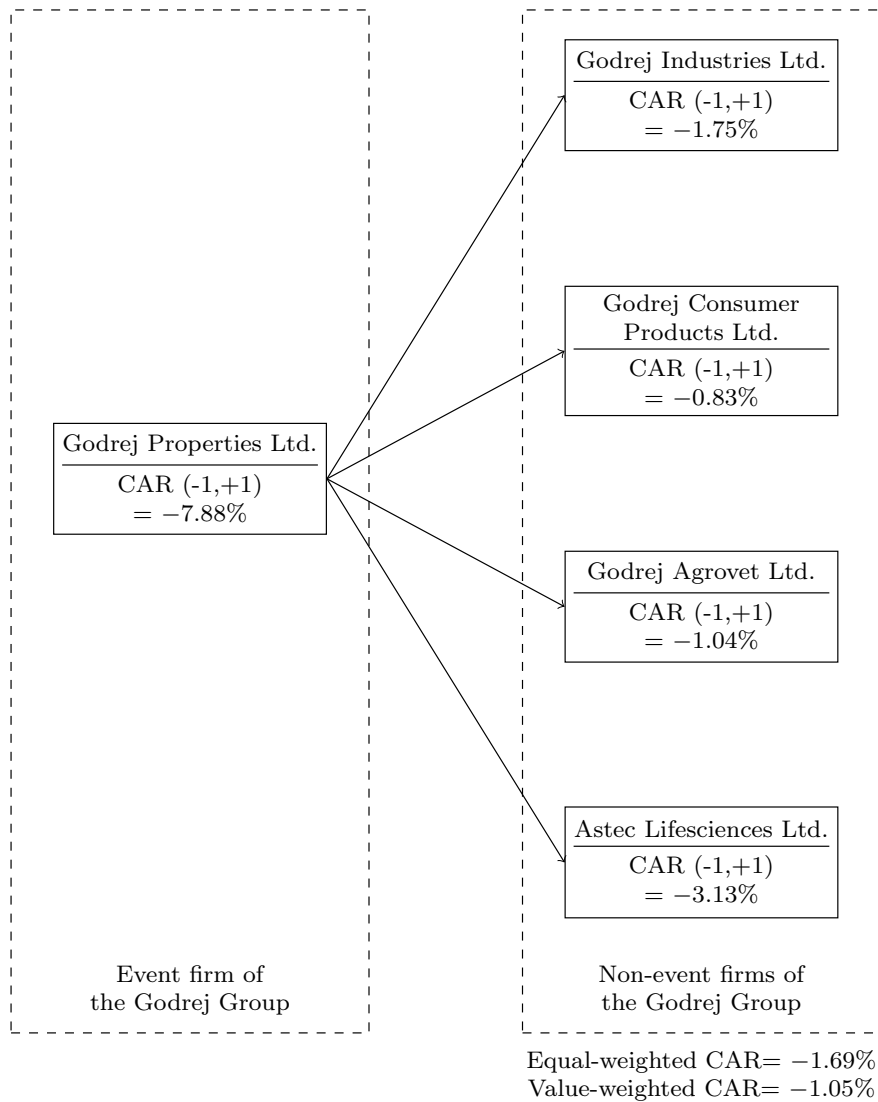 Godrej Industries Ltd.
CAR (-1,+1)
= −1.75%
Godrej Consumer
Products Ltd.
CAR (-1,+1)
= −0.83%
Godrej Properties Ltd.
CAR (-1,+1)
= −7.88%
Godrej Agrovet Ltd.
CAR (-1,+1)
= −1.04%
Astec Lifesciences Ltd.
CAR (-1,+1)
= −3.13%
Event firm of
the Godrej Group
Non-event firms of
the Godrej Group
Equal-weighted CAR= −1.69%
Value-weighted CAR= −1.05%